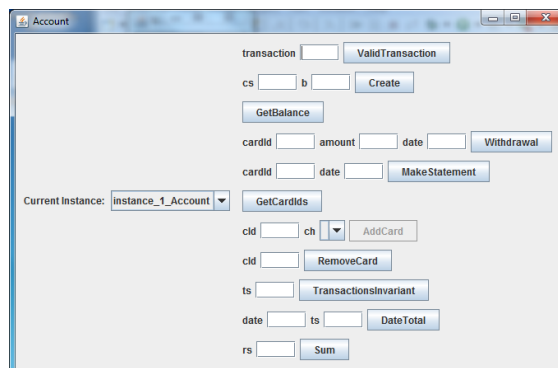 Account
transaction ValidTransaction
cs b Create
GetBalance
cardId amount date Withdrawal
cardId date MakeStatement
Current Instance: instance_1_Account GetCardIds
cId ch AddCard
cId RemoveCard
ts TransactionsInvariant
date ts DateTotal
rs Sum